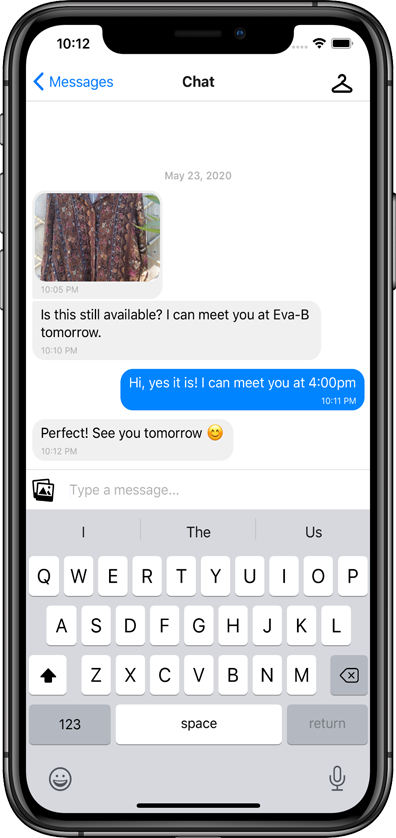 10:12
Messages
Chat
May 23, 2020
10:05 PM
Is this still available? I can meet you at Eva-B
tomorrow.
10:10 PM
Hi, yes it is! I can meet you at 4:00pm
10:11 PM
Perfect! See you tomorrow 😊
10:12 PM
Type a message...
I The Us
Q W E R T Y U I O P
A S D F G H J K L
Z X C V B N M
123 space return